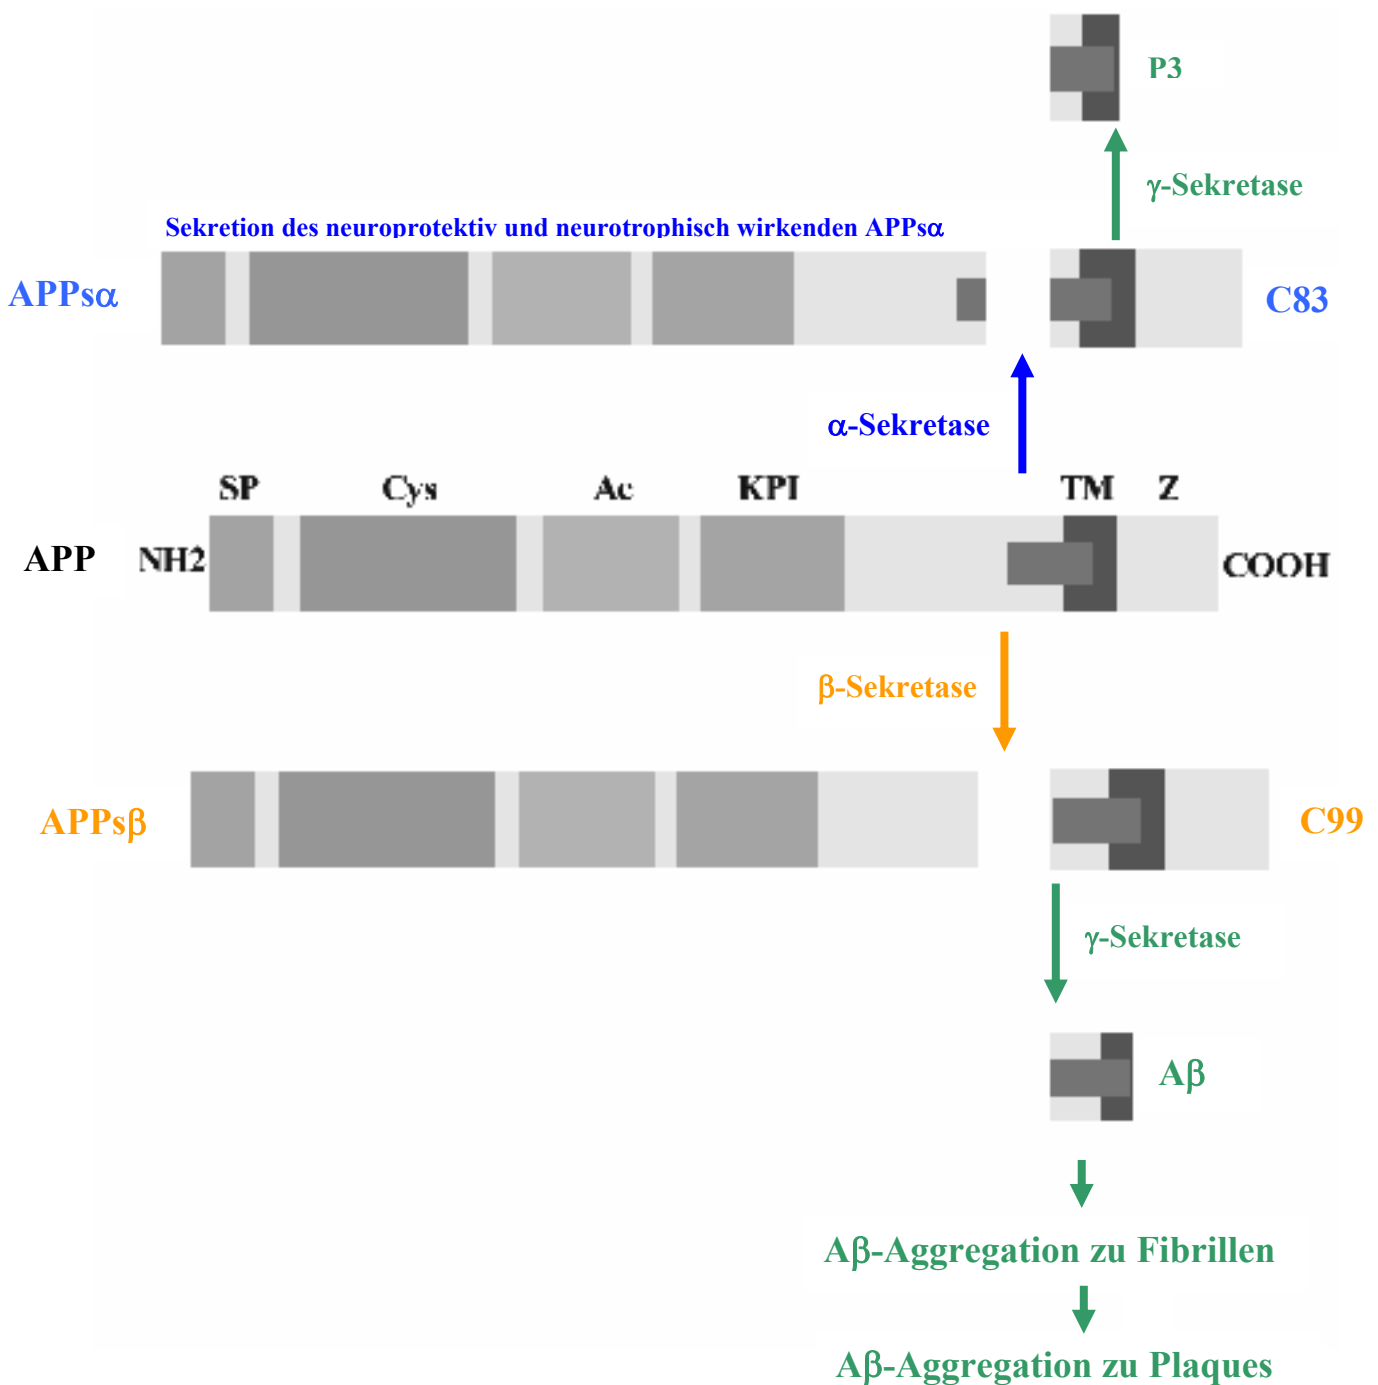 P3
γ-Sekretase
Sekretion des neuroprotektiv und neurotrophisch wirkenden APPsα
APPsα
C83
α-Sekretase
SP Cys Ac KPI TM Z
APP NH2 COOH
β-Sekretase
APPsβ
C99
γ-Sekretase
Aβ
Aβ-Aggregation zu Fibrillen
Aβ-Aggregation zu Plaques